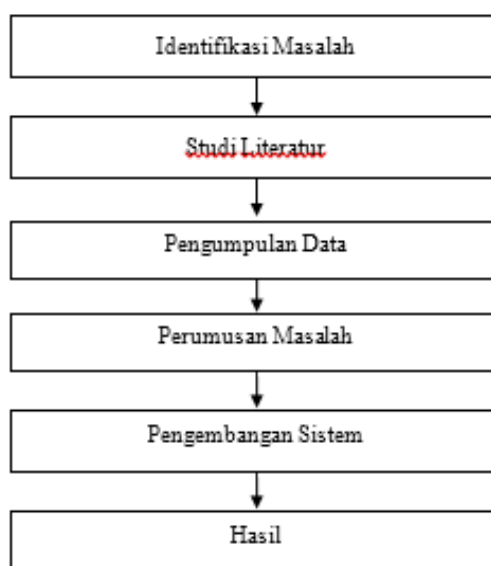 Identifikasi Masalah
Studi Literatur
Pengumpulan Data
Perumusan Masalah
Pengembangan Sistem
Hasil